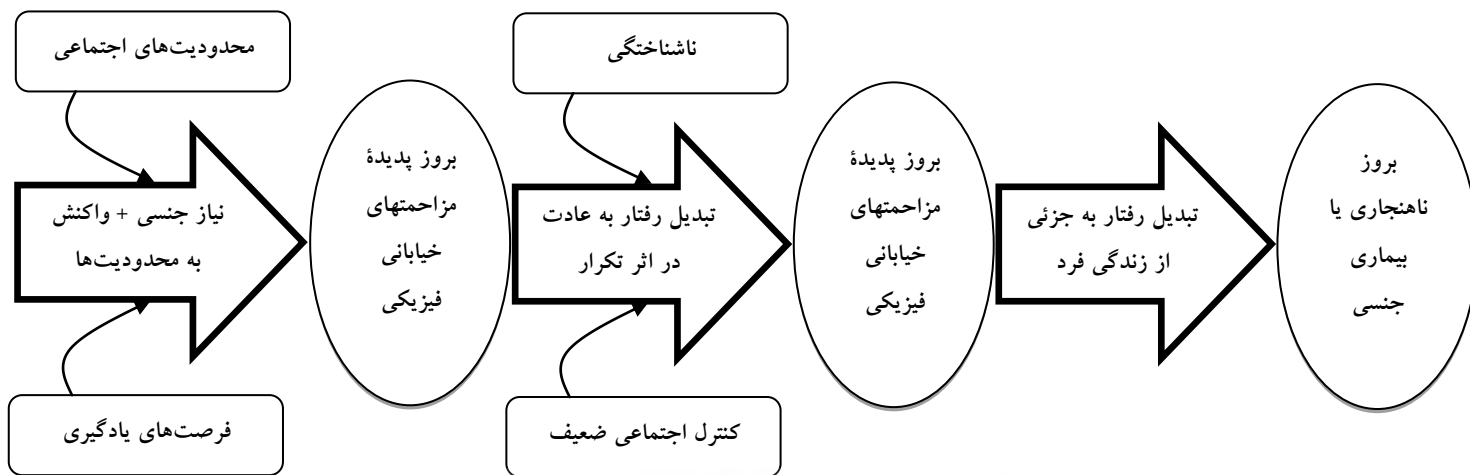 محدودیت‌های اجتماعی
نیاز جنسی + واکنش
به محدودیت‌ها
فرصت‌های یادگیری
بروز پدیدۀ
مزاحمتهای
خیابانی
فیزیکی
ناشناختگی
تبدیل رفتار به عادت
در اثر تکرار
کنترل اجتماعی ضعیف
بروز پدیدۀ
مزاحمتهای
خیابانی
فیزیکی
تبدیل رفتار به جزئی
از زندگی فرد
بروز
ناهنجاری یا
بیماری
جنسی